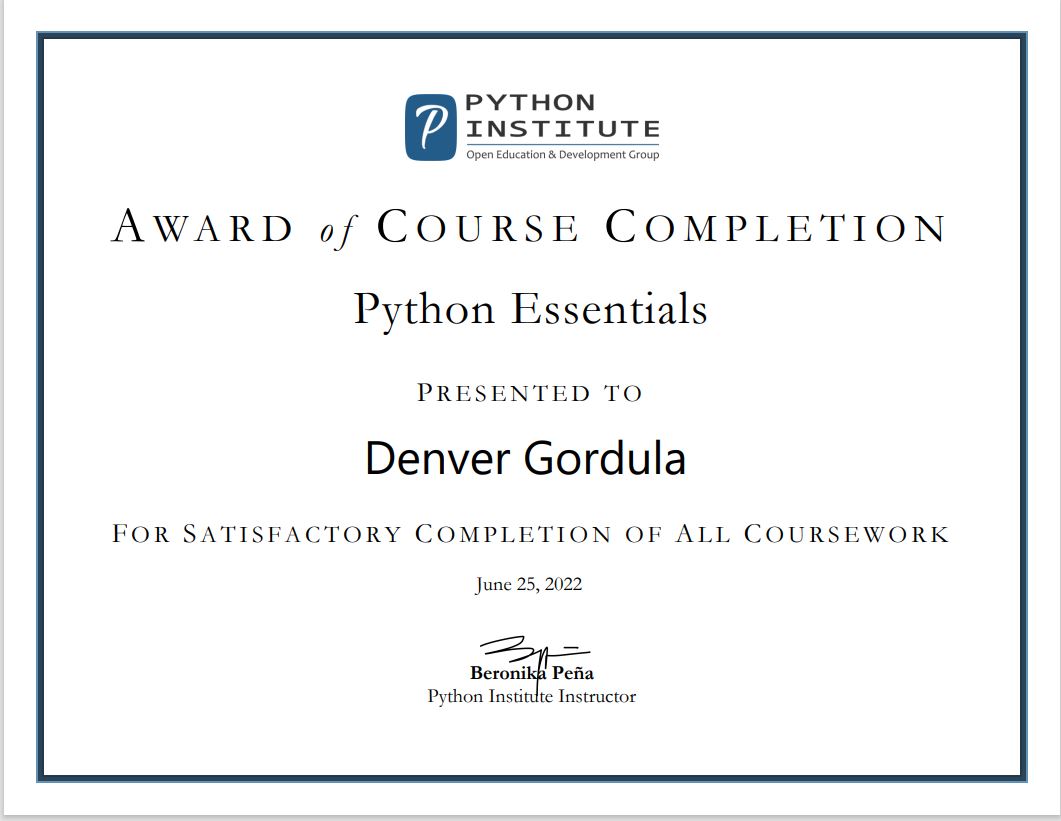 PYTHON
INSTITUTE
Open Education & Development Group
AWARD of COURSE COMPLETION
Python Essentials
PRESENTED TO
Denver Gordula
FOR SATISFACTORY COMPLETION OF ALL COURSEWORK
June 25, 2022
Beronika Peña
Python Institute Instructor